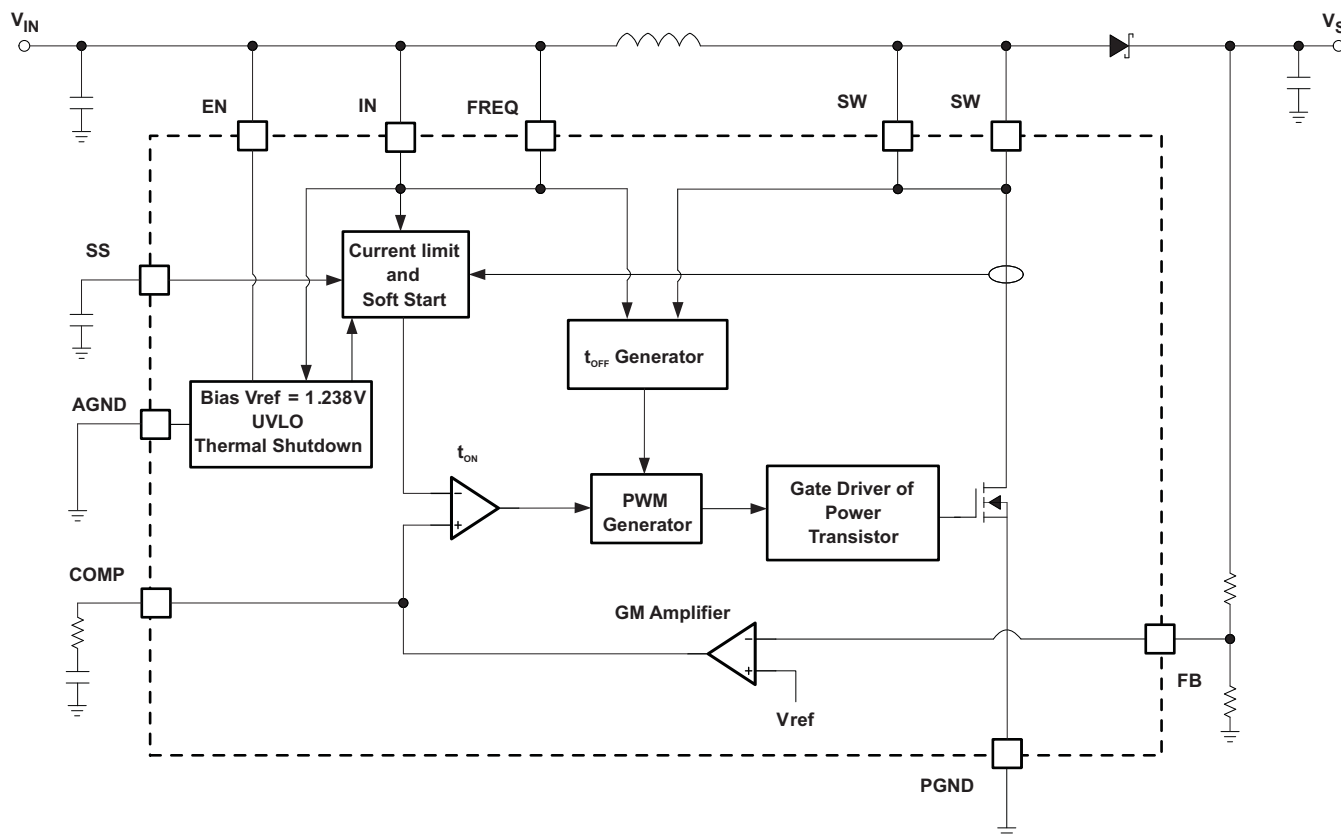 VIN
VS
EN
IN
FREQ
SW
SW
SS
Current limit
and
Soft Start
tOFF Generator
AGND
Bias Vref = 1.238V
UVLO
Thermal Shutdown
tON
−
+
PWM
Generator
Gate Driver of
Power
Transistor
COMP
GM Amplifier
−
+
Vref
FB
PGND